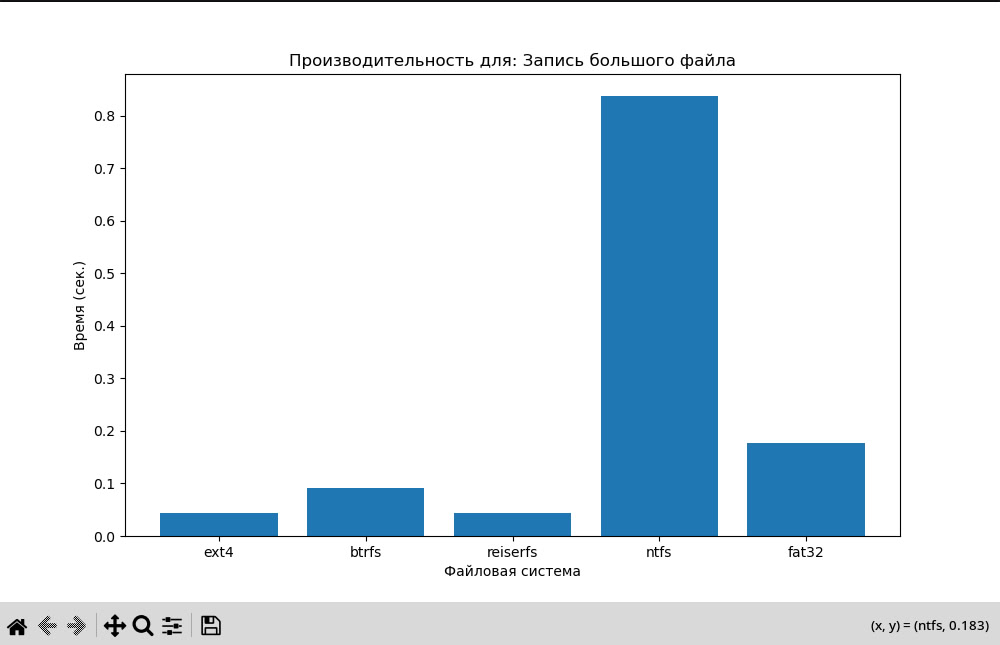 Производительность для: Запись большого файла
0.8
0.7
0.6
0.5
0.4
0.3
0.2
0.1
0.0
Время (сек.)
ext4 btrfs reiserfs ntfs fat32
Файловая система
(x, y) = (ntfs, 0.183)